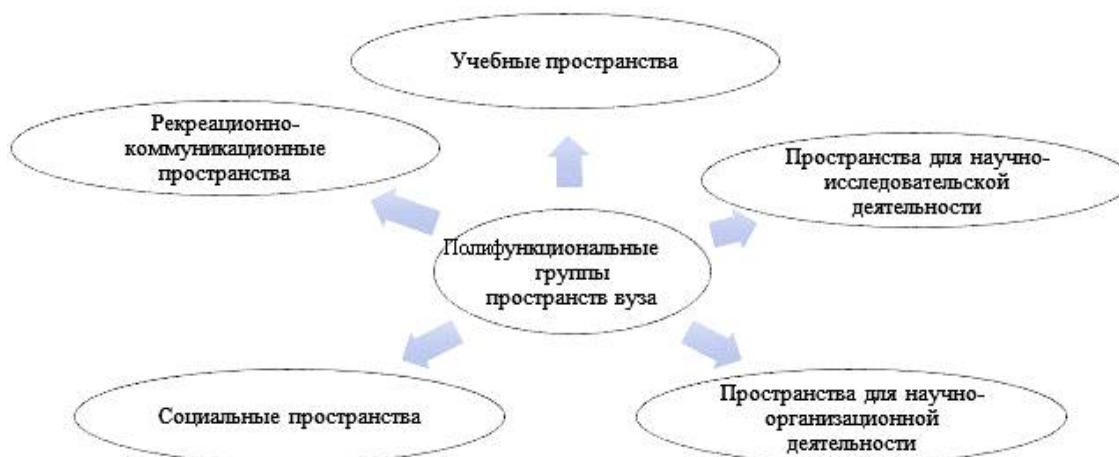 Учебные пространства
Рекреационно-
коммуникационные
пространства
Пространства для научно-
исследовательской
деятельности
Полифункциональные
группы
пространств вуза
Социальные пространства
Пространства для научно-
организационной
деятельности